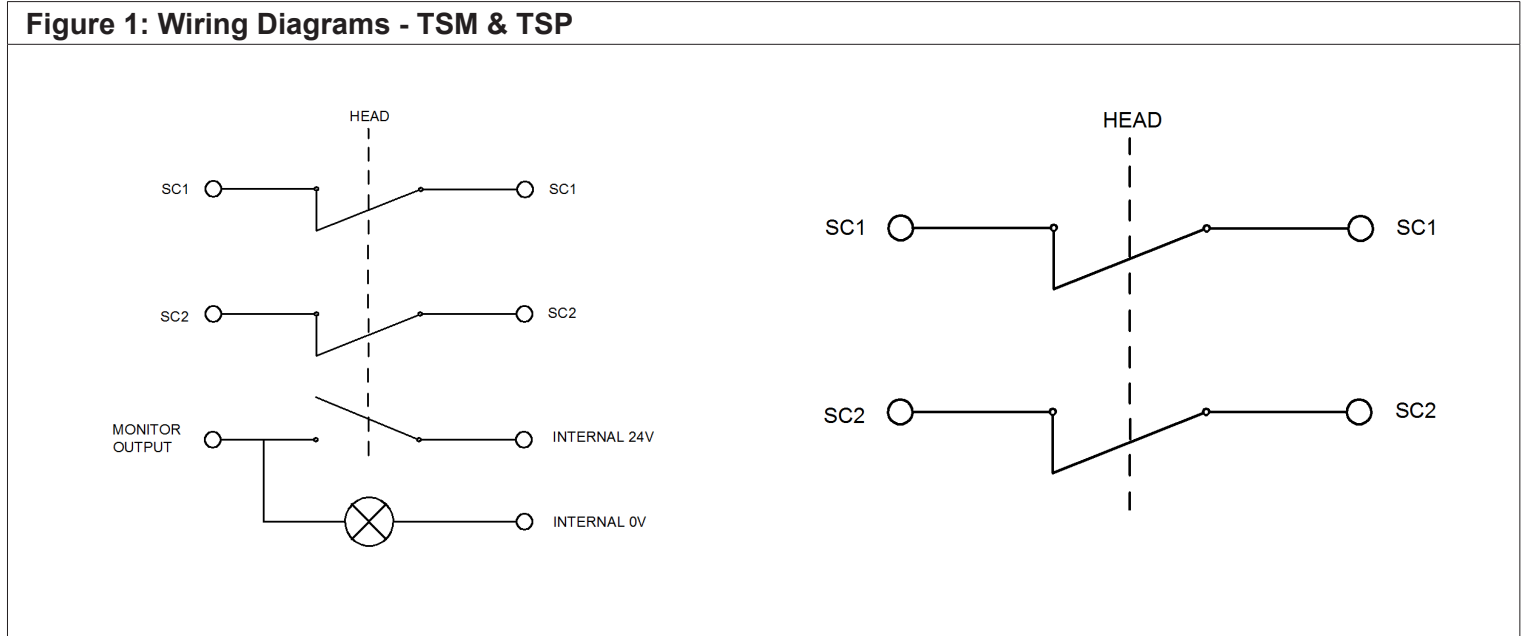 Figure 1: Wiring Diagrams - TSM & TSP
HEAD
SC1 SC1
SC2 SC2
MONITOR
OUTPUT
INTERNAL 24V
INTERNAL 0V
HEAD
SC1 SC1
SC2 SC2